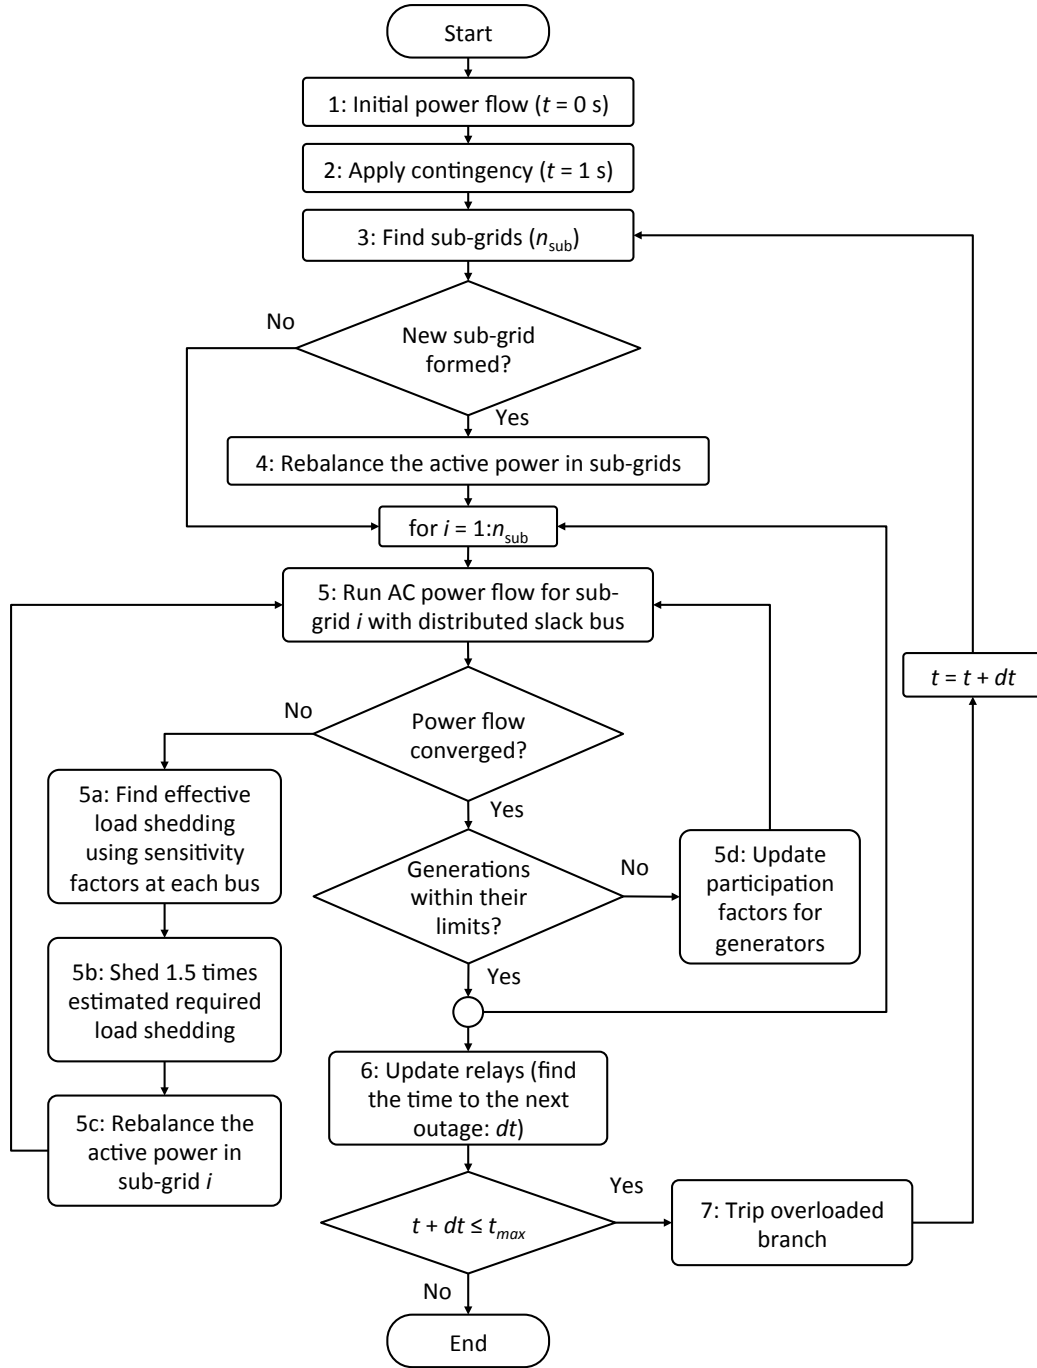 Start
1: Initial power flow (t = 0 s)
2: Apply contingency (t = 1 s)
3: Find sub-grids (nsub)
No
New sub-grid
formed?
Yes
4: Rebalance the active power in sub-grids
for i = 1:nsub
5: Run AC power flow for sub-
grid i with distributed slack bus
t = t + dt
No
Power flow
converged?
Yes
5a: Find effective
load shedding
using sensitivity
factors at each bus
Generations
within their
limits?
No
5d: Update
participation
factors for
generators
5b: Shed 1.5 times
estimated required
load shedding
Yes
5c: Rebalance the
active power in
sub-grid i
6: Update relays (find
the time to the next
outage: dt)
t + dt ≤ tmax
Yes
7: Trip overloaded
branch
No
End